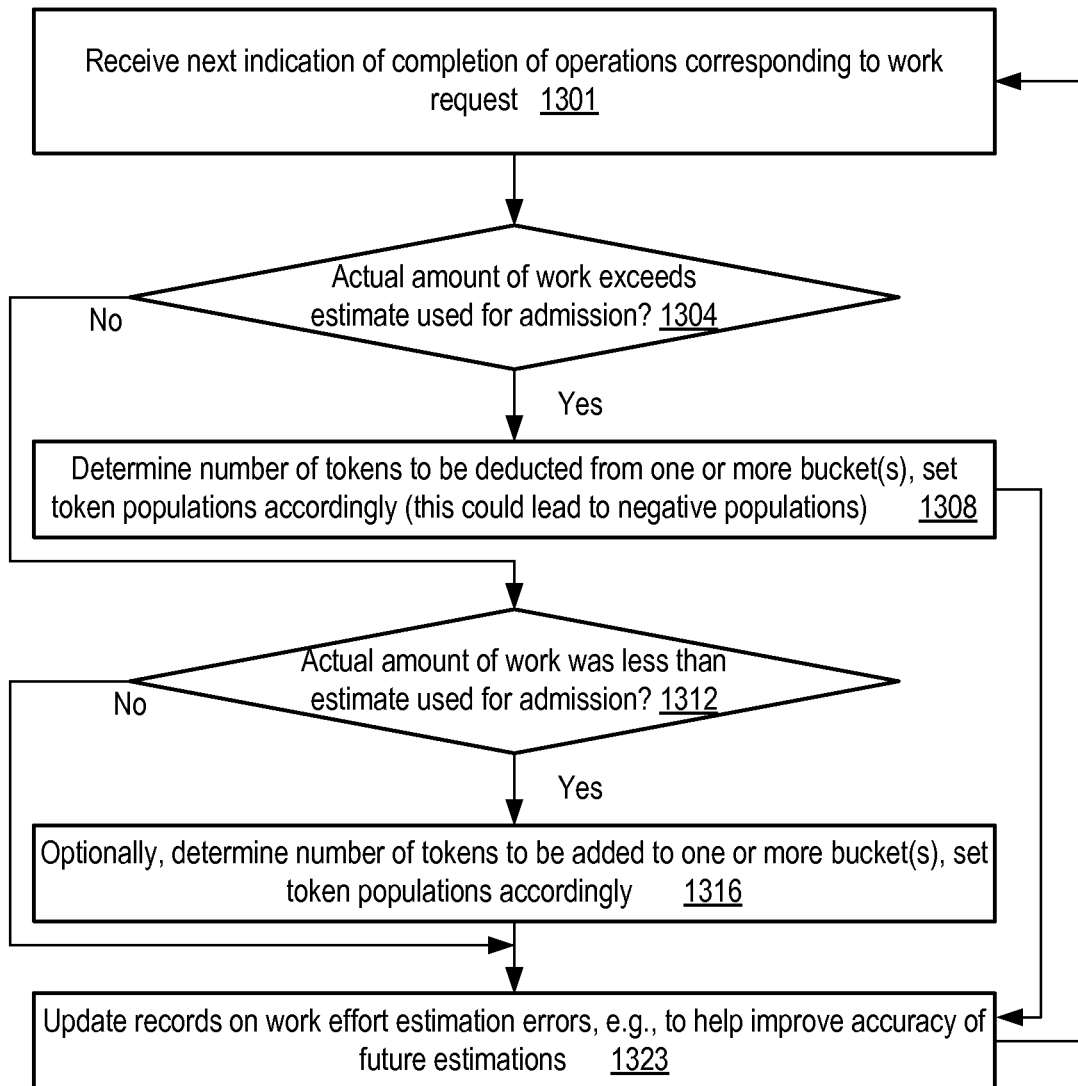 Receive next indication of completion of operations corresponding to work
request 1301
Actual amount of work exceeds
estimate used for admission? 1304
No
Yes
Determine number of tokens to be deducted from one or more bucket(s), set
token populations accordingly (this could lead to negative populations) 1308
Actual amount of work was less than
estimate used for admission? 1312
No
Yes
Optionally, determine number of tokens to be added to one or more bucket(s), set
token populations accordingly 1316
Update records on work effort estimation errors, e.g., to help improve accuracy of
future estimations 1323